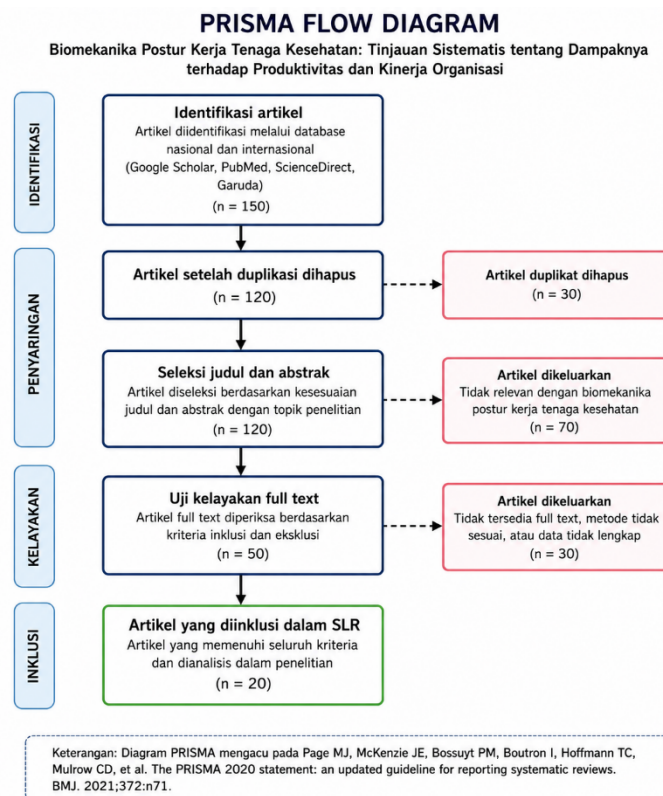 PRISMA FLOW DIAGRAM
Biomekanika Postur Kerja Tenaga Kesehatan: Tinjauan Sistematis tentang Dampaknya
terhadap Produktivitas dan Kinerja Organisasi
IDENTIFIKASI
Identifikasi artikel
Artikel diidentifikasi melalui database
nasional dan internasional
(Google Scholar, PubMed, ScienceDirect,
Garuda)
(n = 150)
PENYARINGAN
Artikel setelah duplikasi dihapus
(n = 120)
Artikel duplikat dihapus
(n = 30)
Seleksi judul dan abstrak
Artikel diseleksi berdasarkan kesesuaian
judul dan abstrak dengan topik penelitian
(n = 120)
Artikel dikeluarkan
Tidak relevan dengan biomekanika
postur kerja tenaga kesehatan
(n = 70)
KELAYAKAN
Uji kelayakan full text
Artikel full text diperiksa berdasarkan
kriteria inklusi dan eksklusi
(n = 50)
Artikel dikeluarkan
Tidak tersedia full text, metode tidak
sesuai, atau data tidak lengkap
(n = 30)
INKLUSI
Artikel yang diinklusi dalam SLR
Artikel yang memenuhi seluruh kriteria
dan dianalisis dalam penelitian
(n = 20)
Keterangan: Diagram PRISMA mengacu pada Page MJ, McKenzie JE, Bossuyt PM, Boutron I, Hoffmann TC,
Mulrow CD, et al. The PRISMA 2020 statement: an updated guideline for reporting systematic reviews.
BMJ. 2021;372:n71.